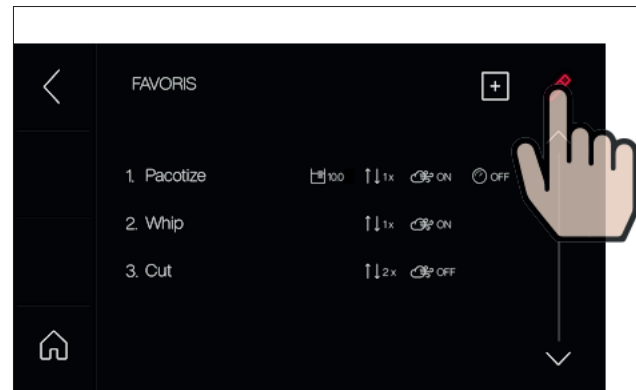 FAVORIS
1. Pacotize 100 1x ON OFF
2. Whip 1x ON
3. Cut 2x OFF